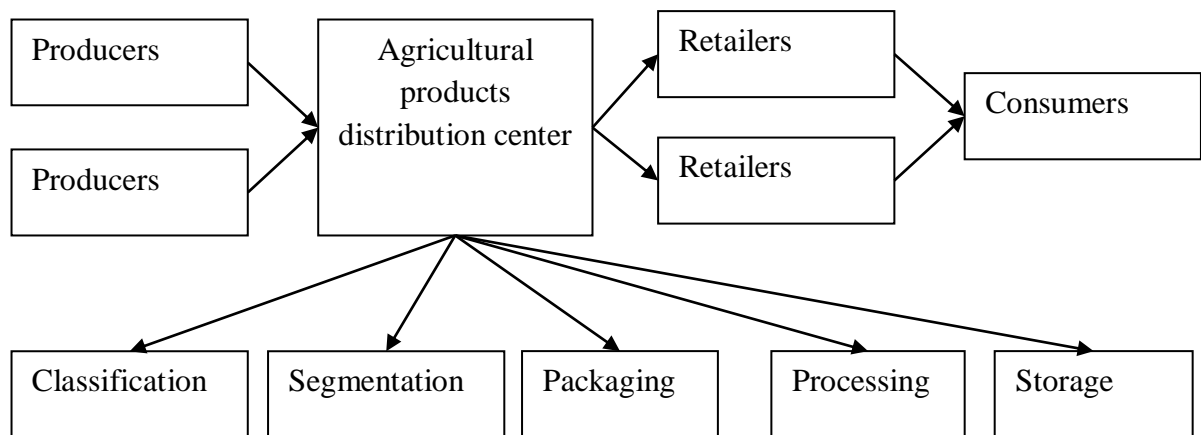 Producers
Producers
Agricultural
products
distribution center
Retailers
Retailers
Consumers
Classification
Segmentation
Packaging
Processing
Storage